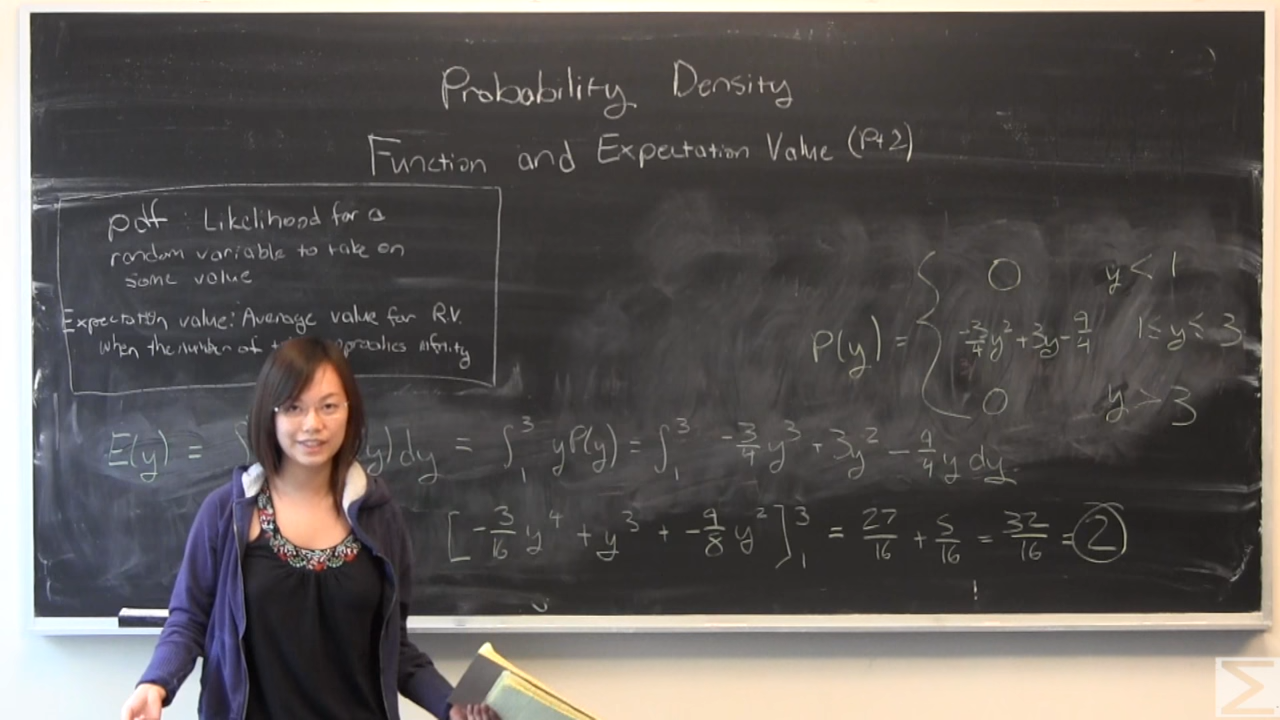 Probability Density
Function and Expectation Value (Pt 2)
pdf : Likelihood for a
random variable to take on
some value
Expectation value: Average value for R.V.
when the number of approaches infinity
P(y) = { 0 y < 1
-3/4 y² + 3y - 9/4 1 ≤ y ≤ 3
0 y > 3
E(y) = ∫ y) dy = ∫₁³ yP(y) = ∫₁³ -3/4 y³ + 3y² - 9/4 y dy
[-3/16 y⁴ + y³ + -9/8 y²]₁³ = 27/16 + 5/16 = 32/16 = 2
Σ